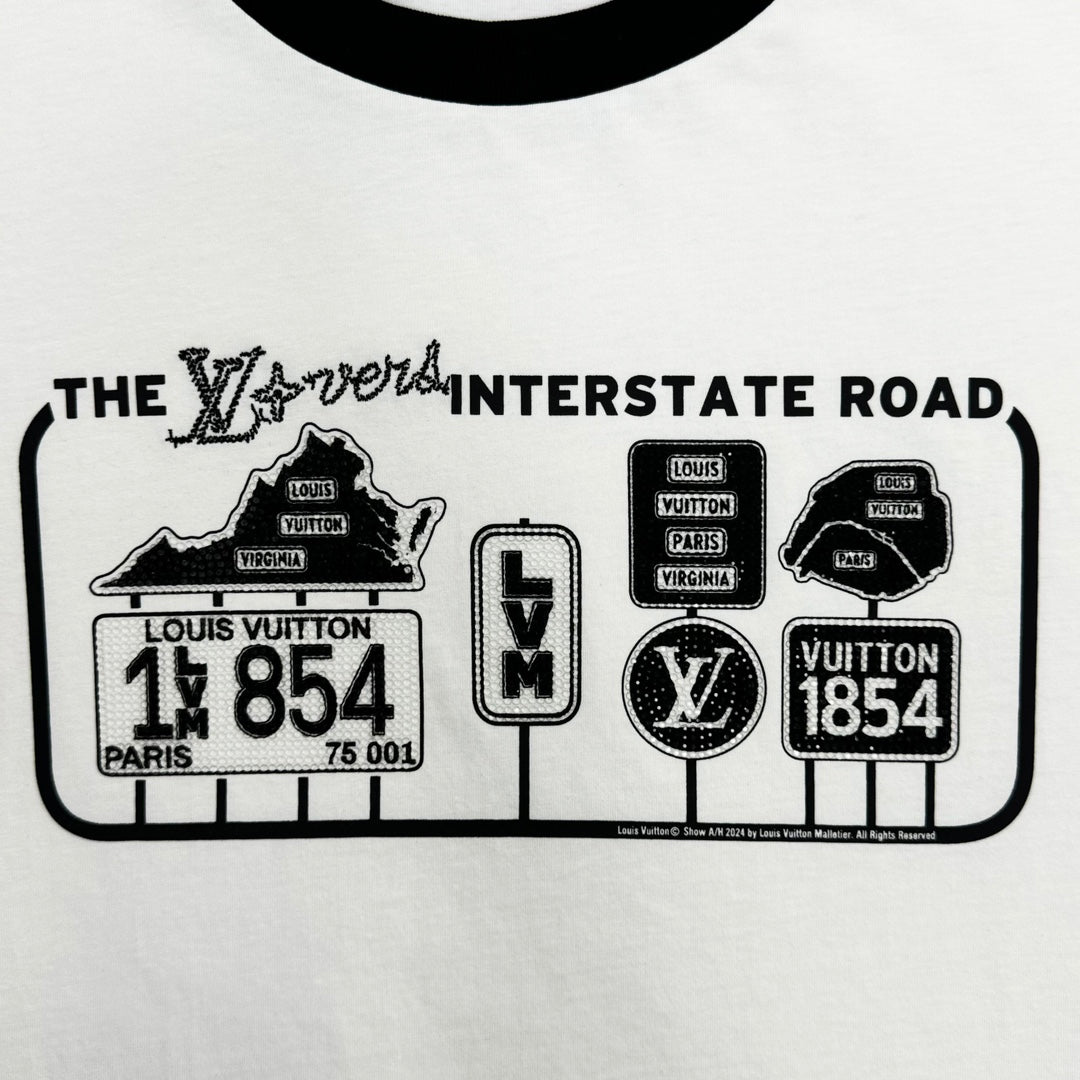 THE LVers INTERSTATE ROAD
LOUIS
VUITTON
VIRGINIA
LOUIS VUITTON
1 LVM 854
PARIS 75 001
LVM
LOUIS
VUITTON
PARIS
VIRGINIA
LV
LOUIS
VUITTON
PARIS
VUITTON
1854
Louis Vuitton© Show A/H 2024 by Louis Vuitton Malletier. All Rights Reserved